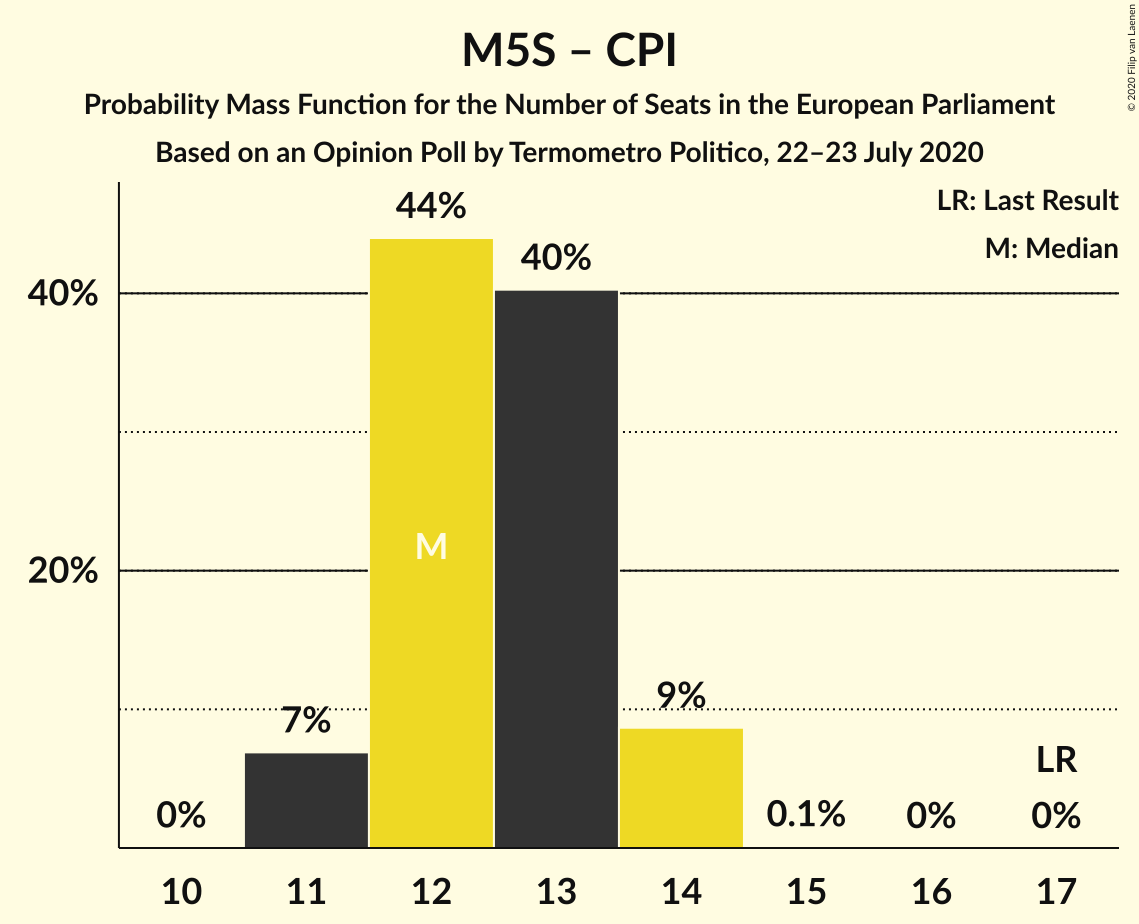 M5S – CPI
Probability Mass Function for the Number of Seats in the European Parliament
Based on an Opinion Poll by Termometro Politico, 22–23 July 2020
© 2020 Filip van Laenen
LR: Last Result
M: Median
44%
40%
40%
M
20%
9%
7%
LR
0%
0.1%
0%
0%
10 11 12 13 14 15 16 17